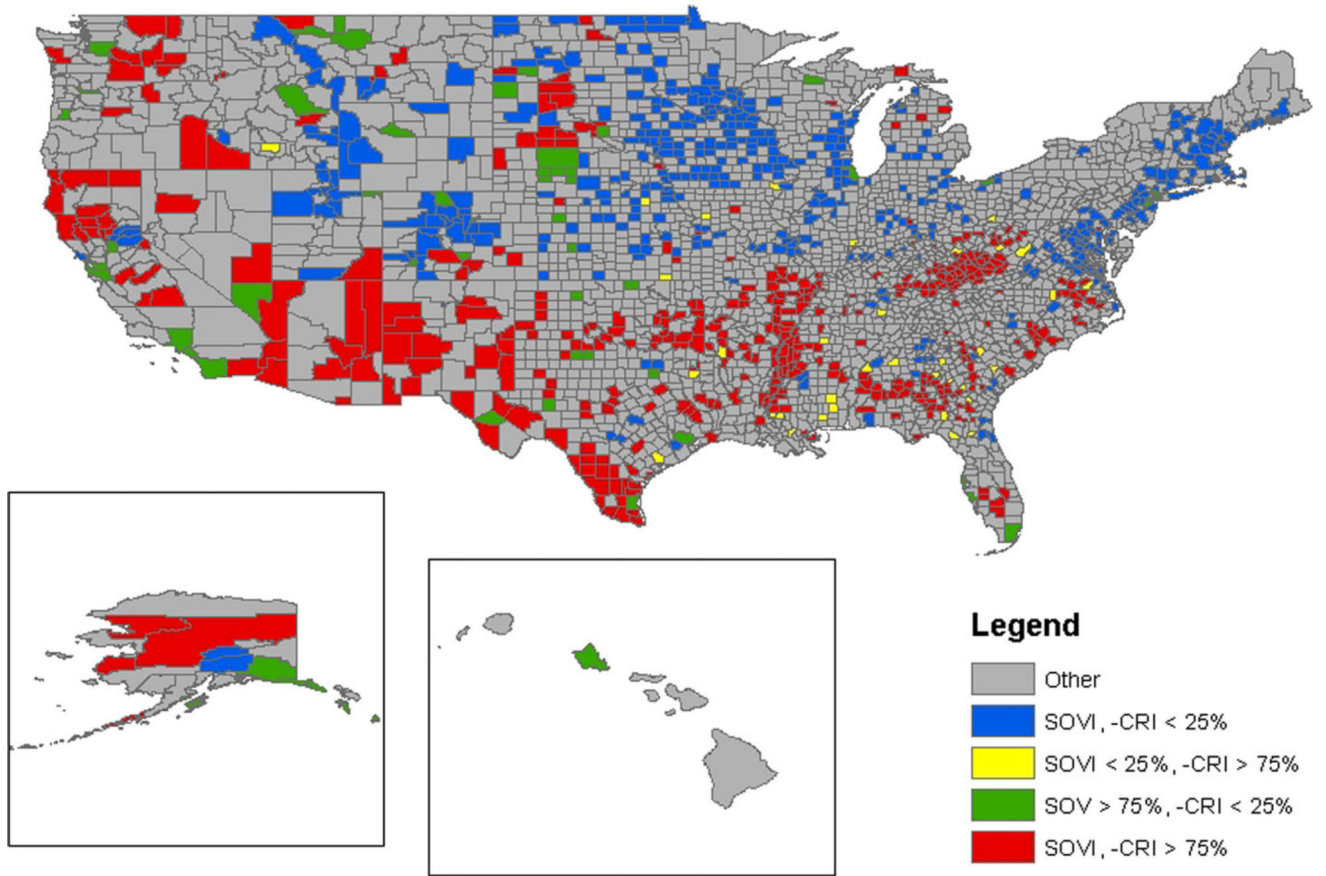 Legend
Other
SOVI, -CRI < 25%
SOVI < 25%, -CRI > 75%
SOV > 75%, -CRI < 25%
SOVI, -CRI > 75%